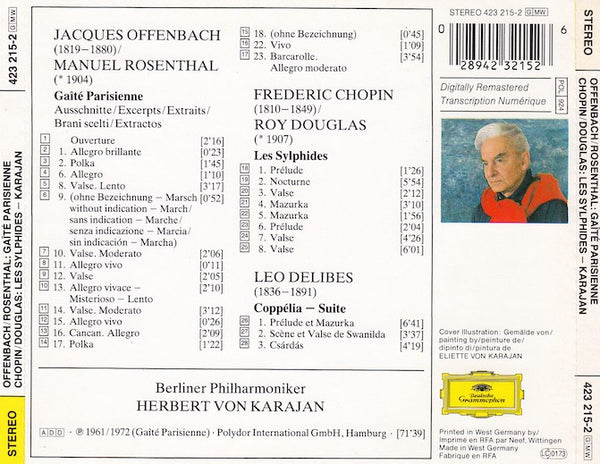 STEREO 423 215-2 GMW
OFFENBACH/ROSENTHAL: GAÎTÉ PARISIENNE
CHOPIN/DOUGLAS: LES SYLPHIDES – KARAJAN
JACQUES OFFENBACH
(1819–1880)/
MANUEL ROSENTHAL
(* 1904)
Gaîté Parisienne
Ausschnitte/Excerpts/Extraits/
Brani scelti/Extractos
1 Ouverture [2'16]
2 1. Allegro brillante [0'23]
3 2. Polka [1'45]
4 6. Allegro [1'10]
5 8. Valse. Lento [3'17]
6 9. (ohne Bezeichnung – Marsch [0'52]
without indication – March/
sans indication – Marche/
senza indicazione – Marcia/
sin indicación – Marcha)
7 10. Valse. Moderato [2'06]
8 11. Allegro vivo [0'11]
9 12. Valse [2'05]
10 13. Allegro vivace – [2'10]
Misterioso – Lento
11 14. Valse. Moderato [3'12]
12 15. Allegro vivo [0'26]
13 16. Cancan. Allegro [2'09]
14 17. Polka [1'22]
15 18. (ohne Bezeichnung) [0'45]
16 22. Vivo [1'09]
17 23. Barcarolle. [3'54]
Allegro moderato
FREDERIC CHOPIN
(1810–1849)/
ROY DOUGLAS
(* 1907)
Les Sylphides
18 1. Prélude [1'26]
19 2. Nocturne [5'54]
20 3. Valse [2'12]
21 4. Mazurka [3'10]
22 5. Mazurka [1'56]
23 6. Prélude [2'04]
24 7. Valse [4'26]
25 8. Valse [6'01]
LEO DELIBES
(1836–1891)
Coppélia – Suite
26 1. Prélude et Mazurka [6'41]
27 2. Scène et Valse de Swanilda [3'37]
28 3. Csárdás [4'19]
Berliner Philharmoniker
HERBERT VON KARAJAN
ADD · ℗ 1961/1972 (Gaîté Parisienne) · Polydor International GmbH, Hamburg · [71'39]
STEREO 423 215-2 GMW
0 28942 32152 6
Digitally Remastered
Transcription Numérique
POL 924
Cover Illustration: Gemälde von/
painting by/peinture de/
dipinto di/pintura de
ELIETTE VON KARAJAN
Deutsche
Grammophon
Printed in West Germany by/
Imprimé en RFA par Neef, Wittingen
Made in West Germany
Fabriqué en RFA
LC 0173
STEREO
OFFENBACH/ROSENTHAL: GAÎTÉ PARISIENNE
CHOPIN/DOUGLAS: LES SYLPHIDES – KARAJAN
423 215-2 GMW